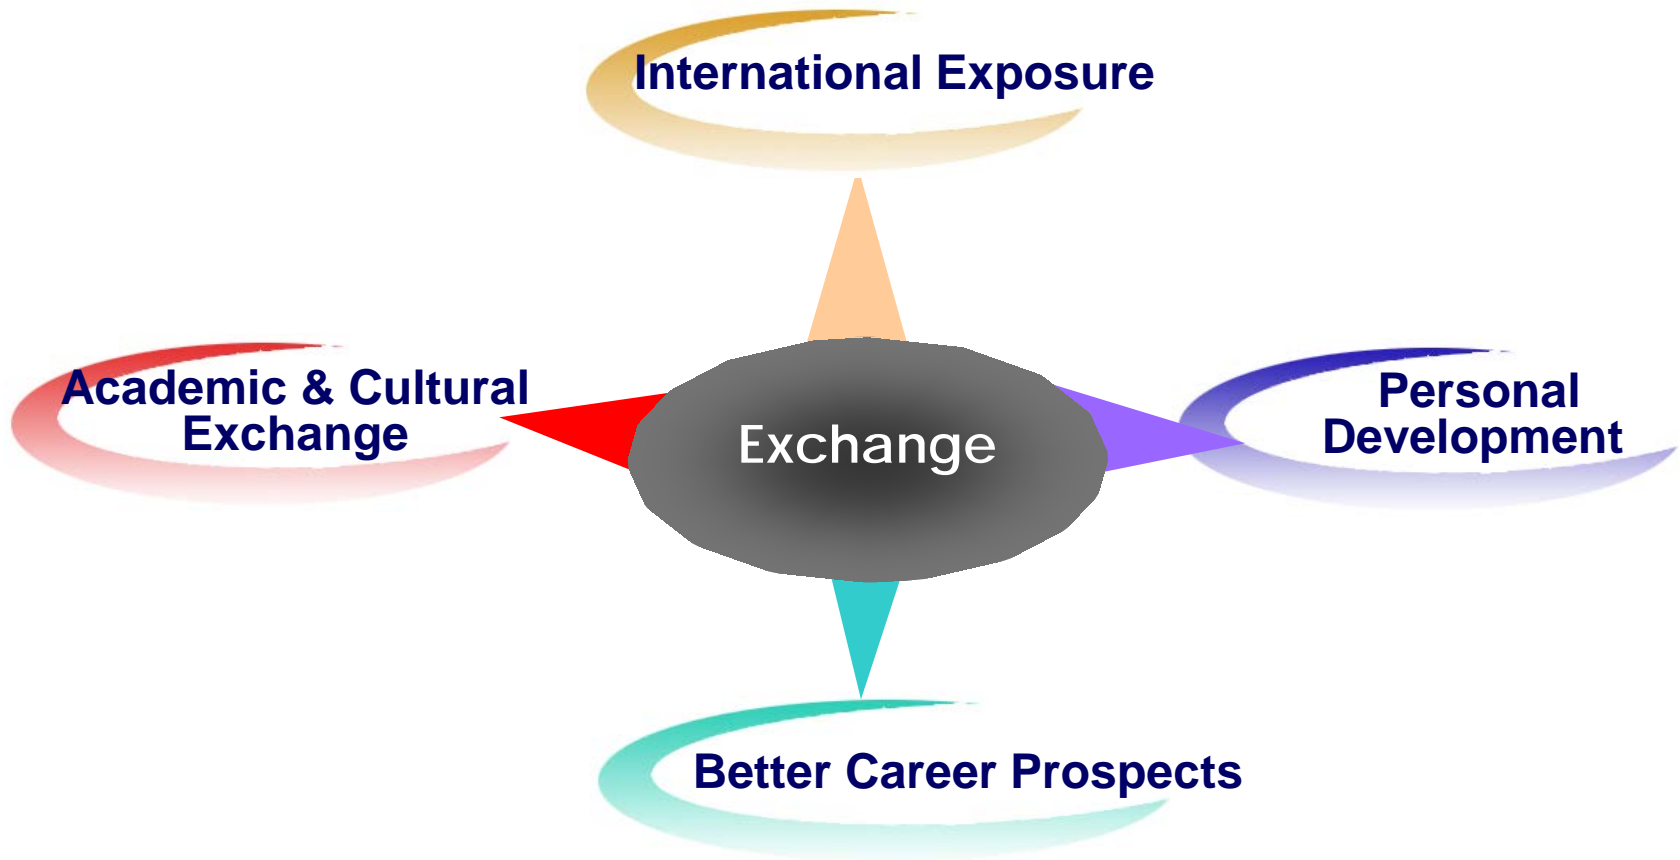 International Exposure
Academic & Cultural
Exchange
Exchange
Personal
Development
Better Career Prospects